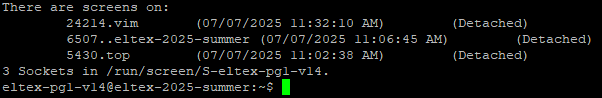 There are screens on:
24214.vim (07/07/2025 11:32:10 AM) (Detached)
6507..eltex-2025-summer (07/07/2025 11:06:45 AM) (Detached)
5430.top (07/07/2025 11:02:38 AM) (Detached)
3 Sockets in /run/screen/S-eltex-pg1-v14.
eltex-pg1-v14@eltex-2025-summer:~$